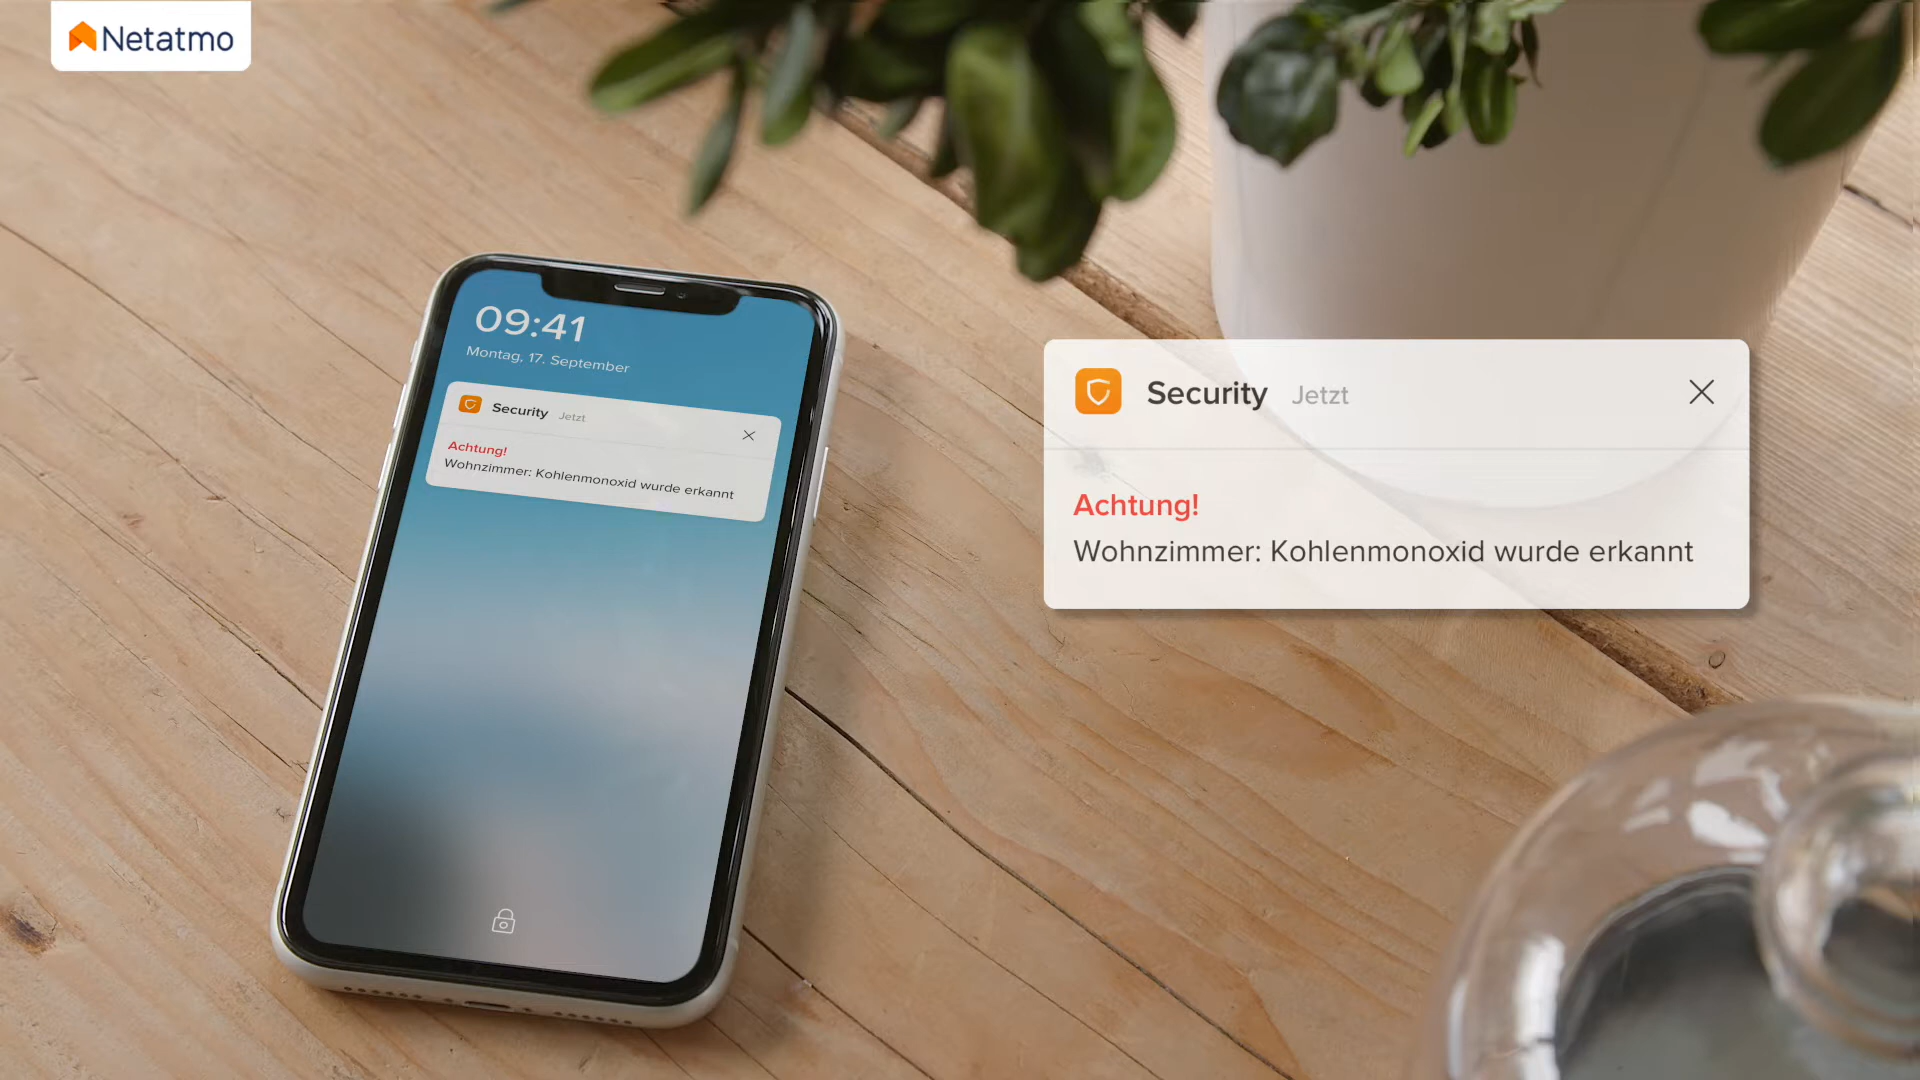 Netatmo
09:41
Montag, 17. September
Security Jetzt
Achtung!
Wohnzimmer: Kohlenmonoxid wurde erkannt
Security Jetzt
Achtung!
Wohnzimmer: Kohlenmonoxid wurde erkannt